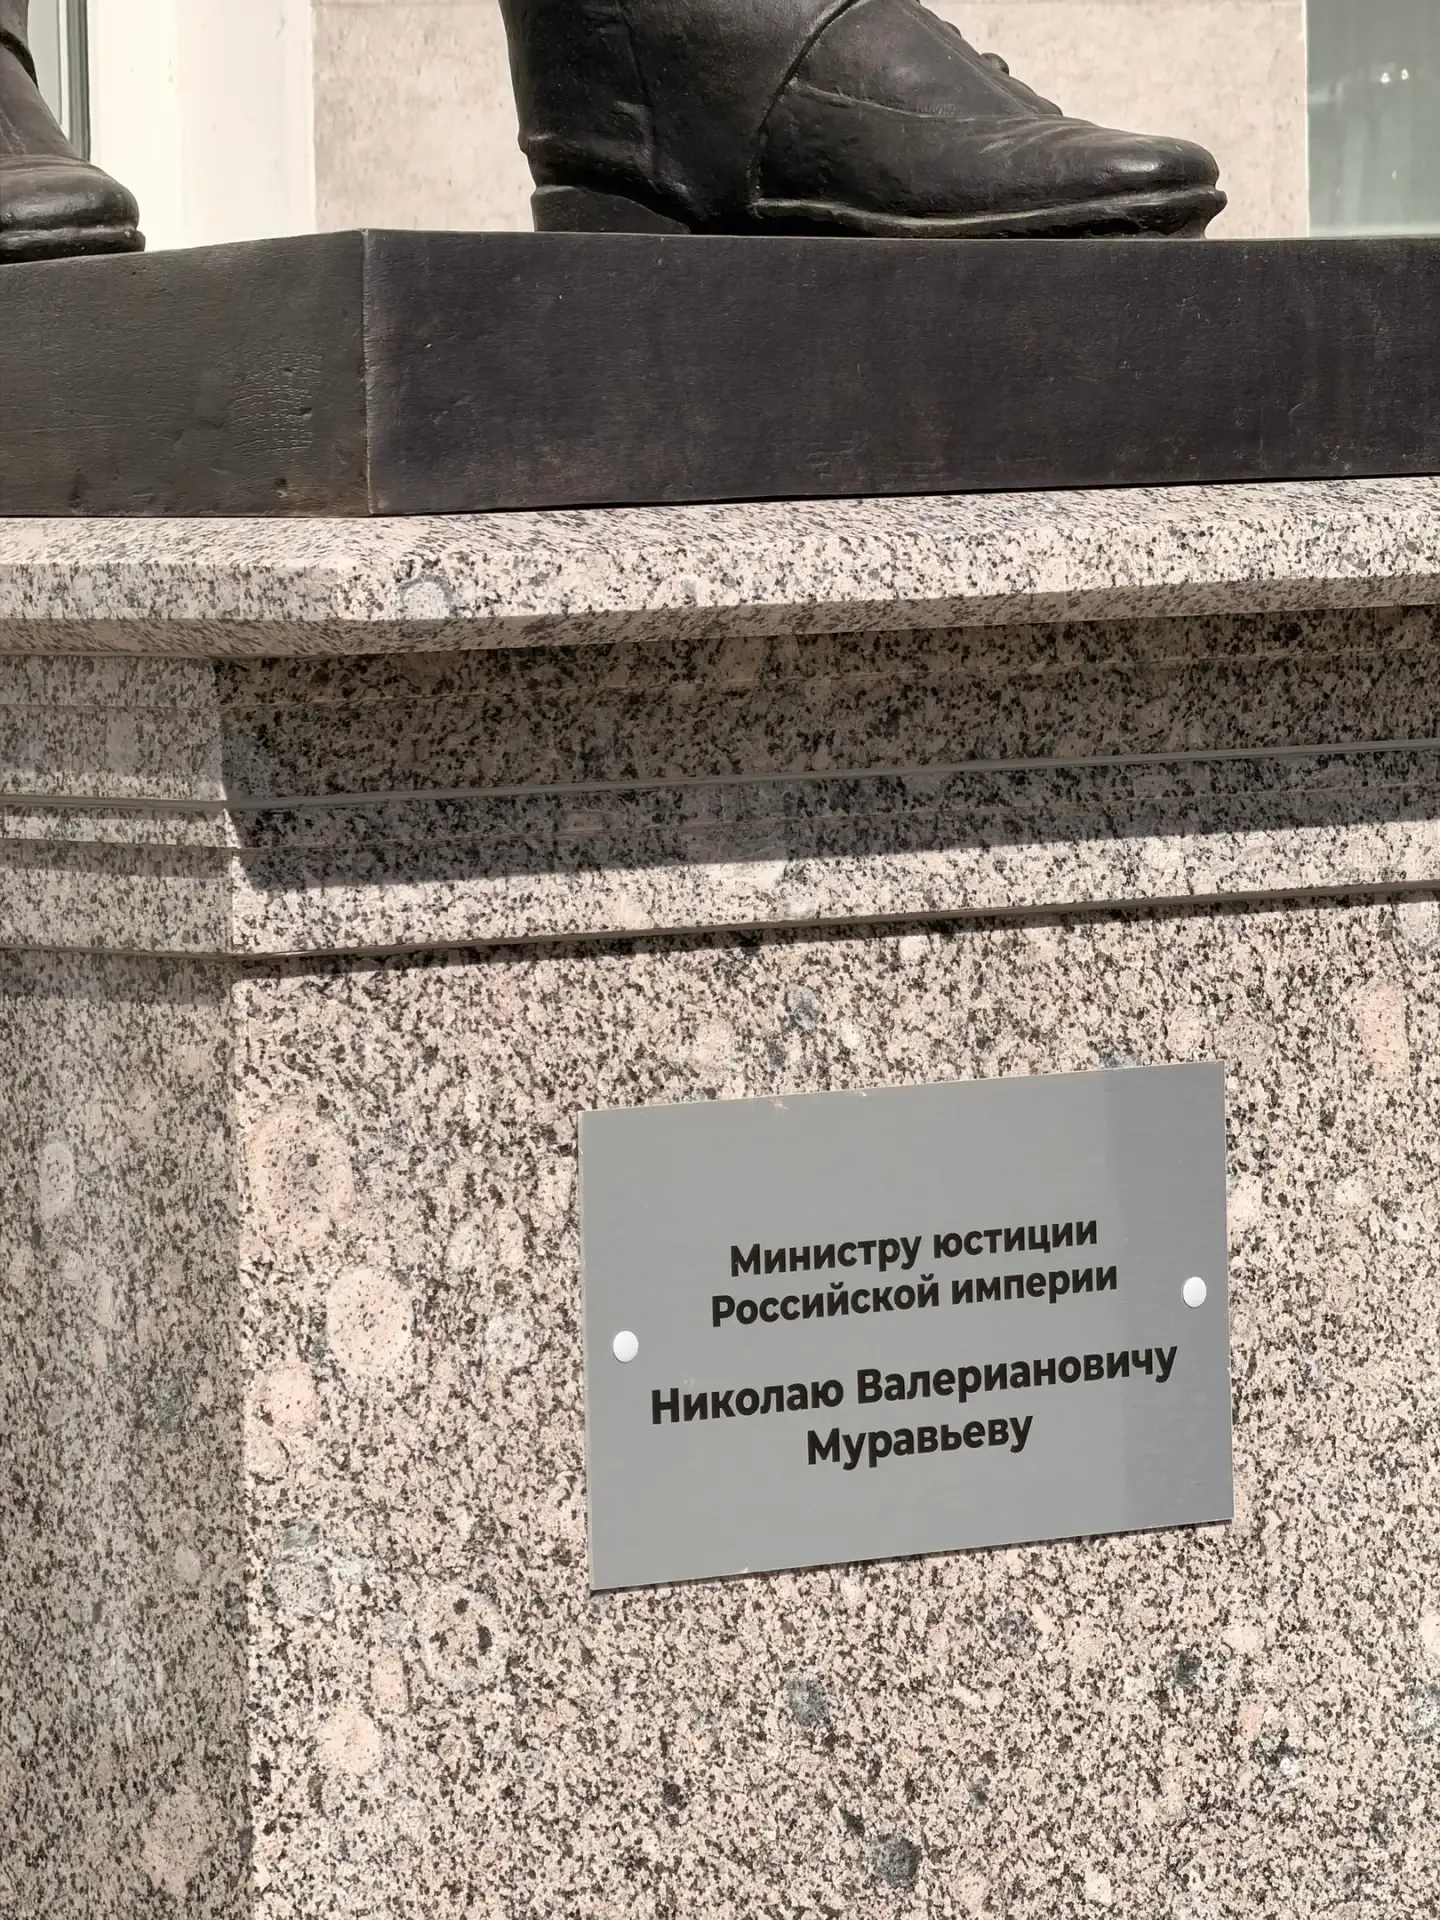 Министру юстиции
Российской империи
Николаю Валериановичу
Муравьеву